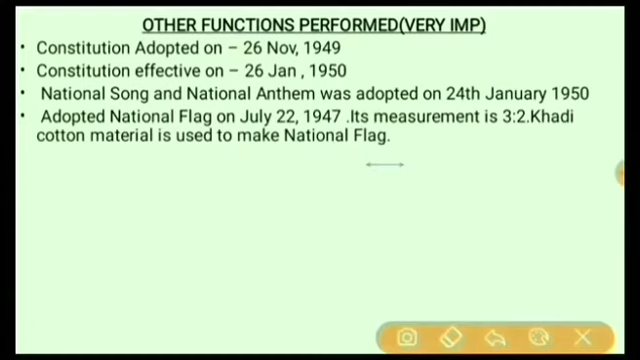 OTHER FUNCTIONS PERFORMED(VERY IMP)
• Constitution Adopted on – 26 Nov, 1949
• Constitution effective on – 26 Jan , 1950
• National Song and National Anthem was adopted on 24th January 1950
• Adopted National Flag on July 22, 1947 .Its measurement is 3:2.Khadi
cotton material is used to make National Flag.